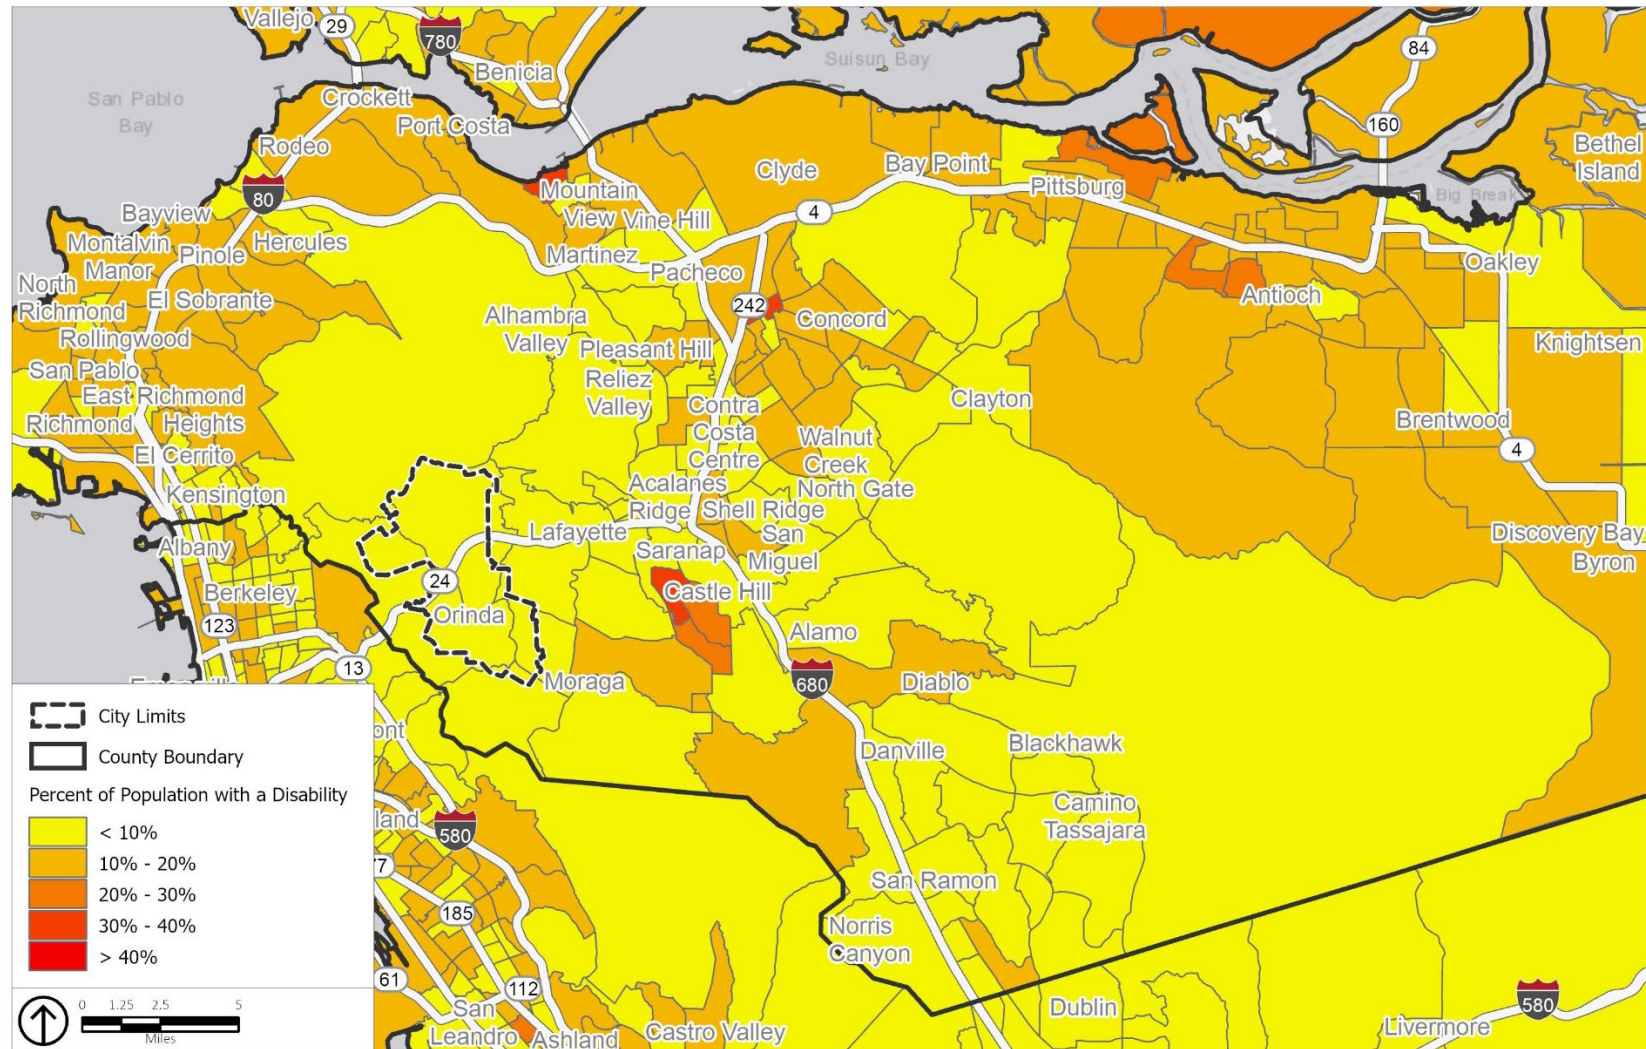 Vallejo
29
780
Benicia
Suisun Bay
84
San Pablo
Bay
Crockett
Port Costa
160
Rodeo
Clyde
Bay Point
Bethel
Island
80
Mountain
View
Vine Hill
Pittsburg
Big Break
Bayview
4
Montalvin
Manor
Pinole
Hercules
Martinez
Pacheco
Oakley
North
Richmond
El Sobrante
242
Antioch
Alhambra
Valley
Concord
Rollingwood
Pleasant Hill
Knightsen
San Pablo
Reliez
Valley
East Richmond
Heights
Contra
Costa
Centre
Clayton
Richmond
Brentwood
El Cerrito
Walnut
Creek
4
Kensington
Acalanes
Ridge
North Gate
Shell Ridge
Albany
Lafayette
San
Miguel
Discovery Bay
Saranap
Byron
24
Berkeley
Castle Hill
123
Orinda
Alamo
13
Moraga
680
Diablo
Danville
Blackhawk
Camino
Tassajara
580
San Ramon
77
185
Norris
Canyon
61
112
580
San
Leandro
Ashland
Castro Valley
Dublin
Livermore
City Limits
County Boundary
Percent of Population with a Disability
< 10%
10% - 20%
20% - 30%
30% - 40%
> 40%
0 1.25 2.5 5
Miles